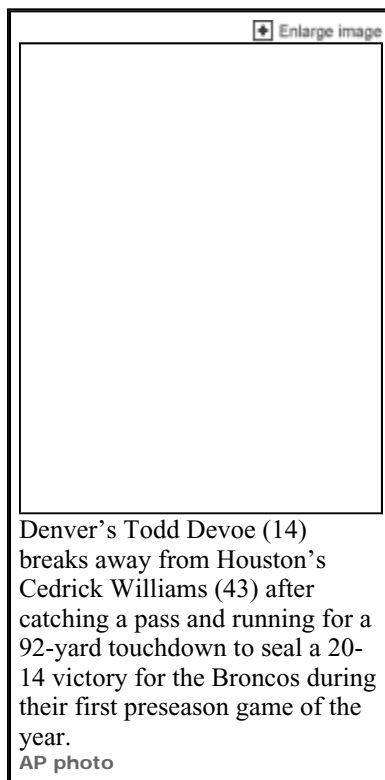 Enlarge image
Denver’s Todd Devoe (14)
breaks away from Houston’s
Cedrick Williams (43) after
catching a pass and running for a
92-yard touchdown to seal a 20-
14 victory for the Broncos during
their first preseason game of the
year.
AP photo